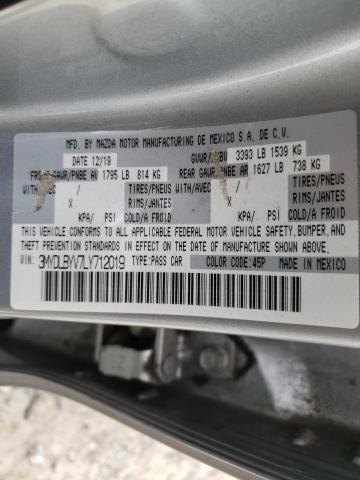 MFD. BY MAZDA MOTOR MANUFACTURING DE MEXICO S.A. DE C.V.
DATE 12/19 GVWR/ 3393 LB 1539 KG
GAWR/PNBE AV 1795 LB 814 KG REAR GAWR/PNBE AR 1627 LB 738 KG
WITH/AVEC / TIRES/PNEUS WITH/AVEC / TIRES/PNEUS
X RIMS/JANTES X RIMS/JANTES
KPA/ PSI COLD/A FROID KPA/ PSI COLD/A FROID
THIS VEHICLE CONFORMS TO ALL APPLICABLE FEDERAL MOTOR VEHICLE SAFETY, BUMPER, AND
THEFT PREVENTION STANDARDS IN EFFECT ON THE DATE OF MANUFACTURE SHOWN ABOVE.
VIN: 3MYDLBYV7LY712019 TYPE: PASS CAR MADE IN MEXICO
COLOR CODE: 45P